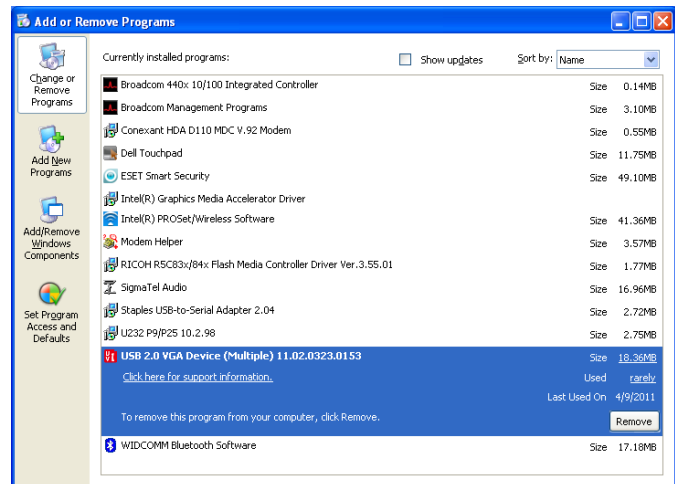 Add or Remove Programs
Change or
Remove
Programs
Add New
Programs
Add/Remove
Windows
Components
Set Program
Access and
Defaults
Currently installed programs:
Show updates
Sort by: Name
Broadcom 440x 10/100 Integrated Controller Size 0.14MB
Broadcom Management Programs Size 3.10MB
Conexant HDA D110 MDC V.92 Modem Size 0.55MB
Dell Touchpad Size 11.75MB
ESET Smart Security Size 49.10MB
Intel(R) Graphics Media Accelerator Driver
Intel(R) PROSet/Wireless Software Size 41.36MB
Modem Helper Size 3.57MB
RICOH R5C83x/84x Flash Media Controller Driver Ver.3.55.01 Size 1.77MB
SigmaTel Audio Size 16.96MB
Staples USB-to-Serial Adapter 2.04 Size 2.72MB
U232 P9/P25 10.2.98 Size 2.75MB
USB 2.0 VGA Device (Multiple) 11.02.0323.0153 Size 18.36MB
Click here for support information. Used rarely
Last Used On 4/9/2011
To remove this program from your computer, click Remove. Remove
WIDCOMM Bluetooth Software Size 17.18MB